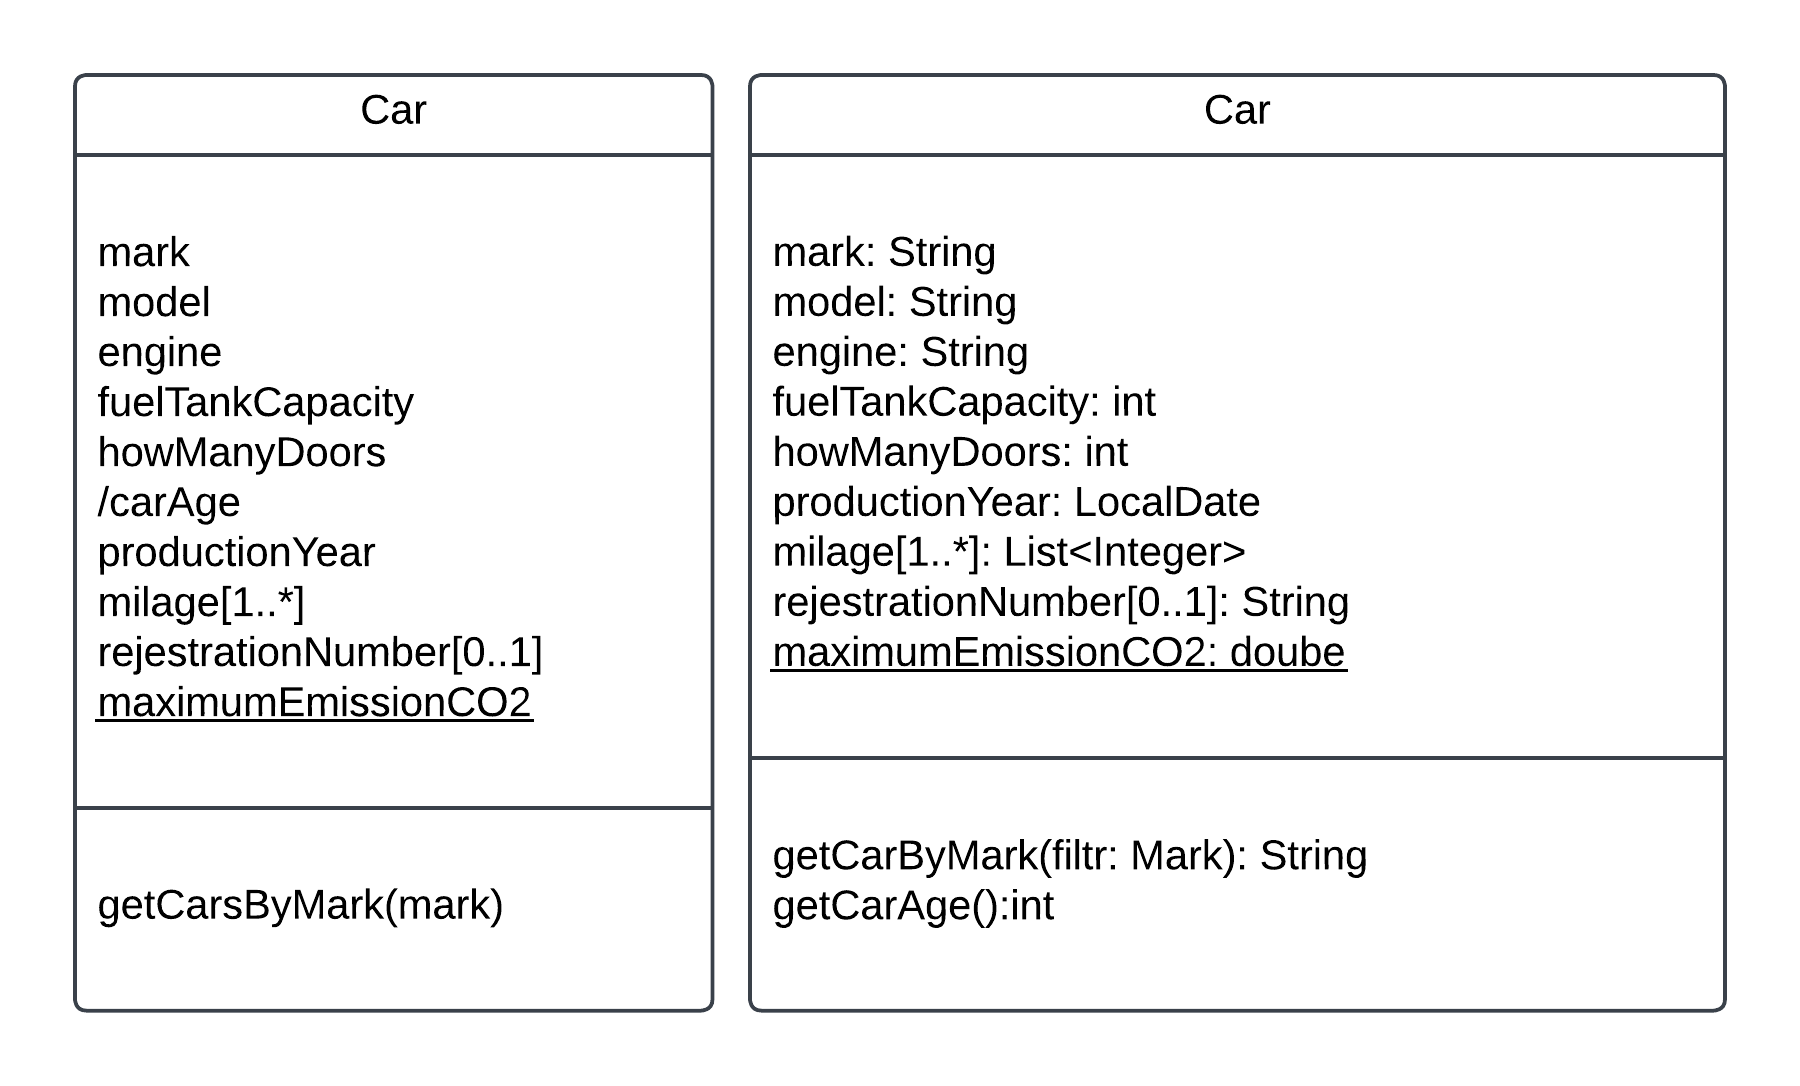 Car
mark
model
engine
fuelTankCapacity
howManyDoors
/carAge
productionYear
milage[1..*]
rejestrationNumber[0..1]
maximumEmissionCO2
getCarsByMark(mark)
Car
mark: String
model: String
engine: String
fuelTankCapacity: int
howManyDoors: int
productionYear: LocalDate
milage[1..*]: List<Integer>
rejestrationNumber[0..1]: String
maximumEmissionCO2: doube
getCarByMark(filtr: Mark): String
getCarAge():int